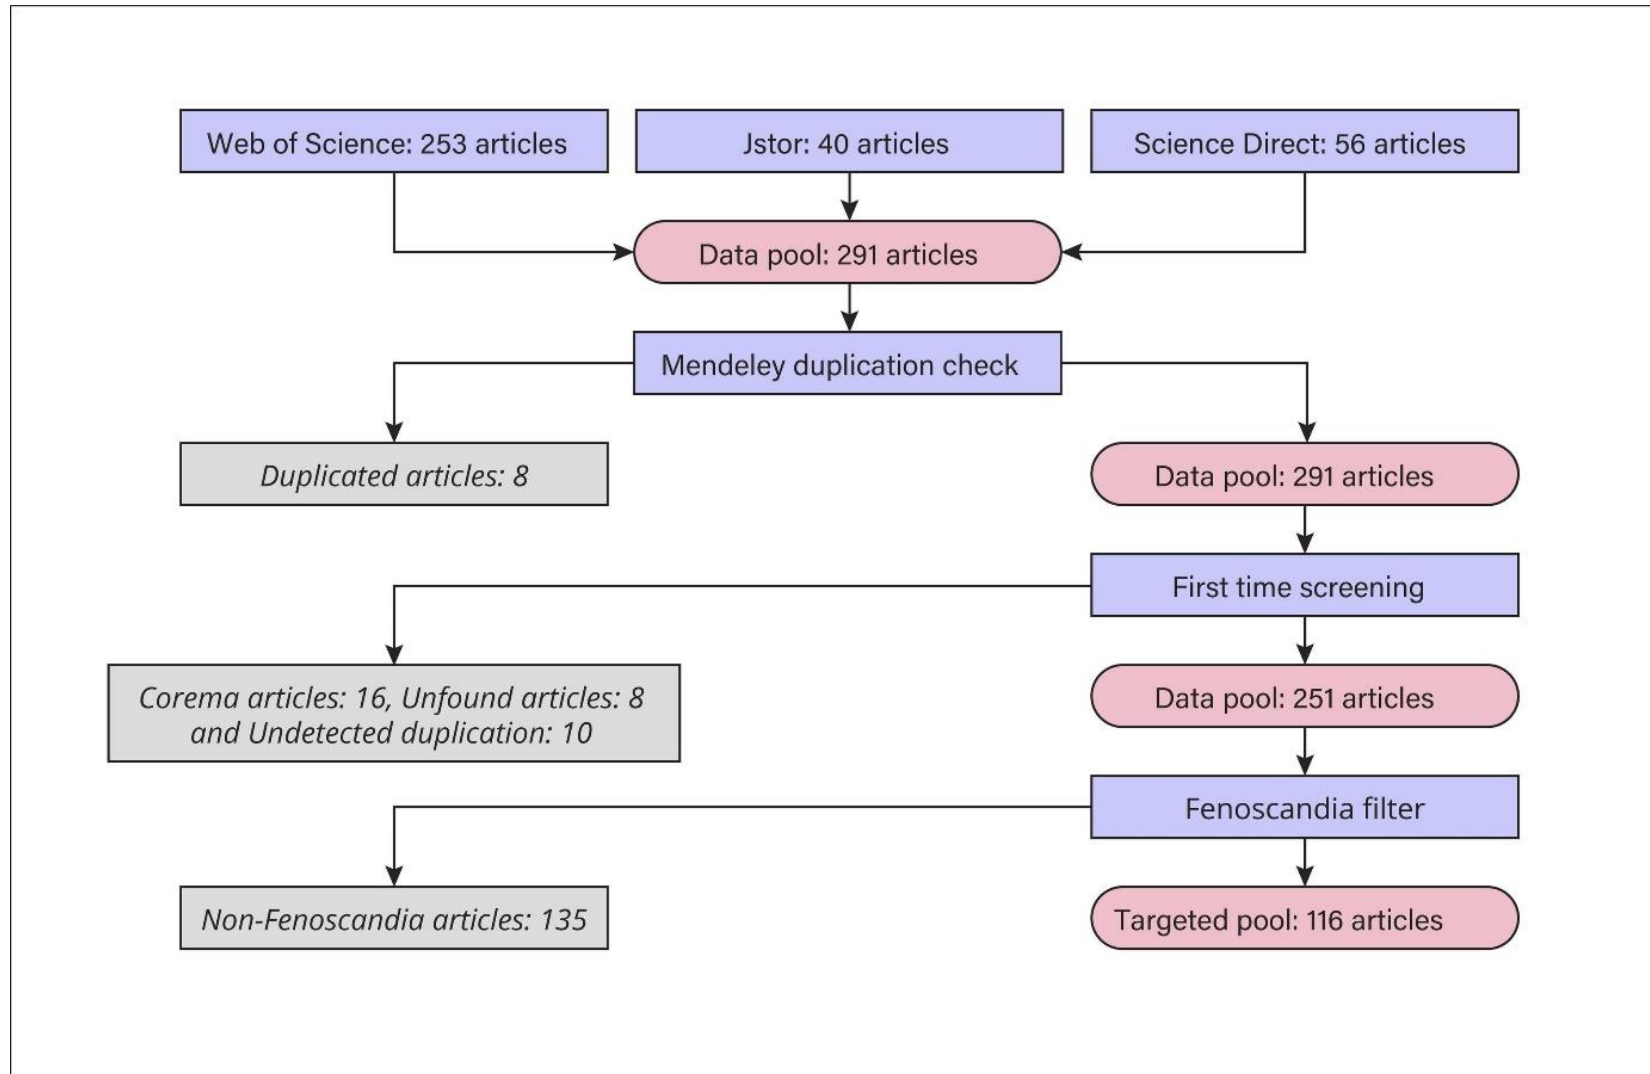 Web of Science: 253 articles
Jstor: 40 articles
Science Direct: 56 articles
Data pool: 291 articles
Mendeley duplication check
Duplicated articles: 8
Data pool: 291 articles
First time screening
Corema articles: 16, Unfound articles: 8
and Undetected duplication: 10
Data pool: 251 articles
Fenoscandia filter
Non-Fenoscandia articles: 135
Targeted pool: 116 articles